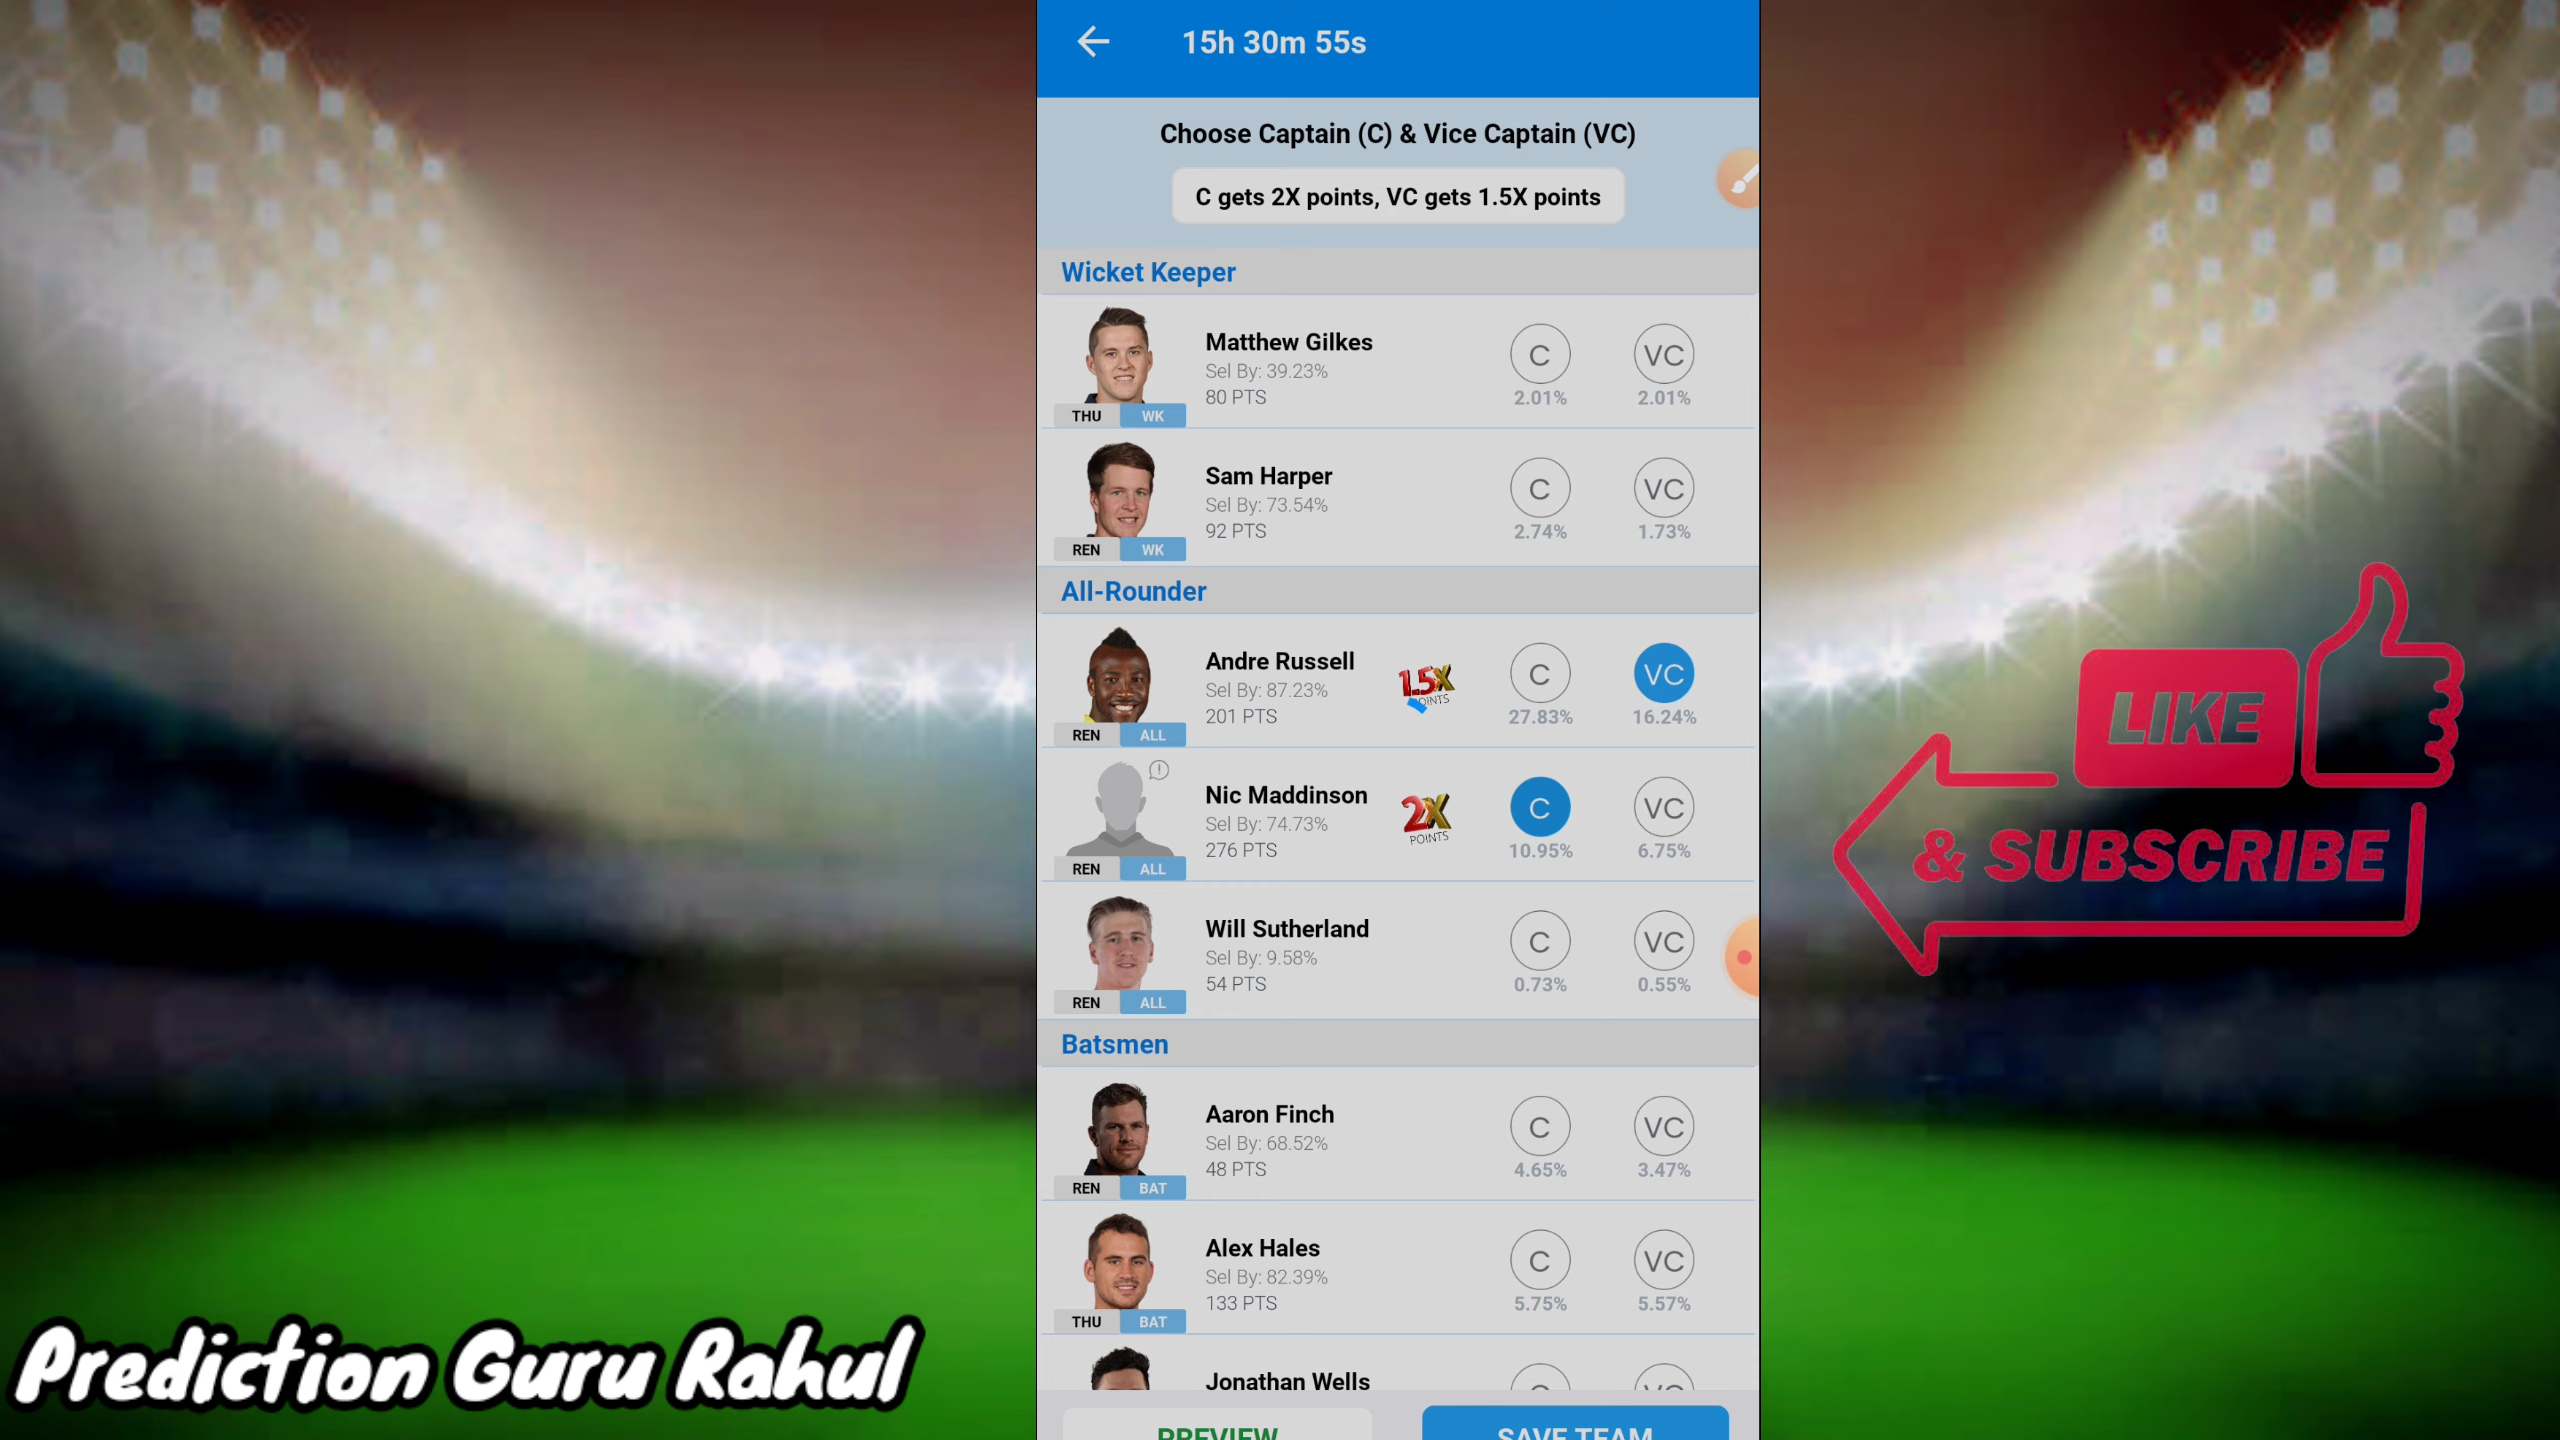 15h 30m 55s
Choose Captain (C) & Vice Captain (VC)
C gets 2X points, VC gets 1.5X points
Wicket Keeper
Matthew Gilkes
Sel By: 39.23%
80 PTS
THU WK
C VC
2.01% 2.01%
Sam Harper
Sel By: 73.54%
92 PTS
REN WK
C VC
2.74% 1.73%
All-Rounder
Andre Russell
Sel By: 87.23%
201 PTS
REN ALL
1.5X
POINTS
C VC
27.83% 16.24%
Nic Maddinson
Sel By: 74.73%
276 PTS
REN ALL
2X
POINTS
C VC
10.95% 6.75%
Will Sutherland
Sel By: 9.58%
54 PTS
REN ALL
C VC
0.73% 0.55%
Batsmen
Aaron Finch
Sel By: 68.52%
48 PTS
REN BAT
C VC
4.65% 3.47%
Alex Hales
Sel By: 82.39%
133 PTS
THU BAT
C VC
5.75% 5.57%
Jonathan Wells
C VC
PREVIEW SAVE TEAM
LIKE
& SUBSCRIBE
Prediction Guru Rahul